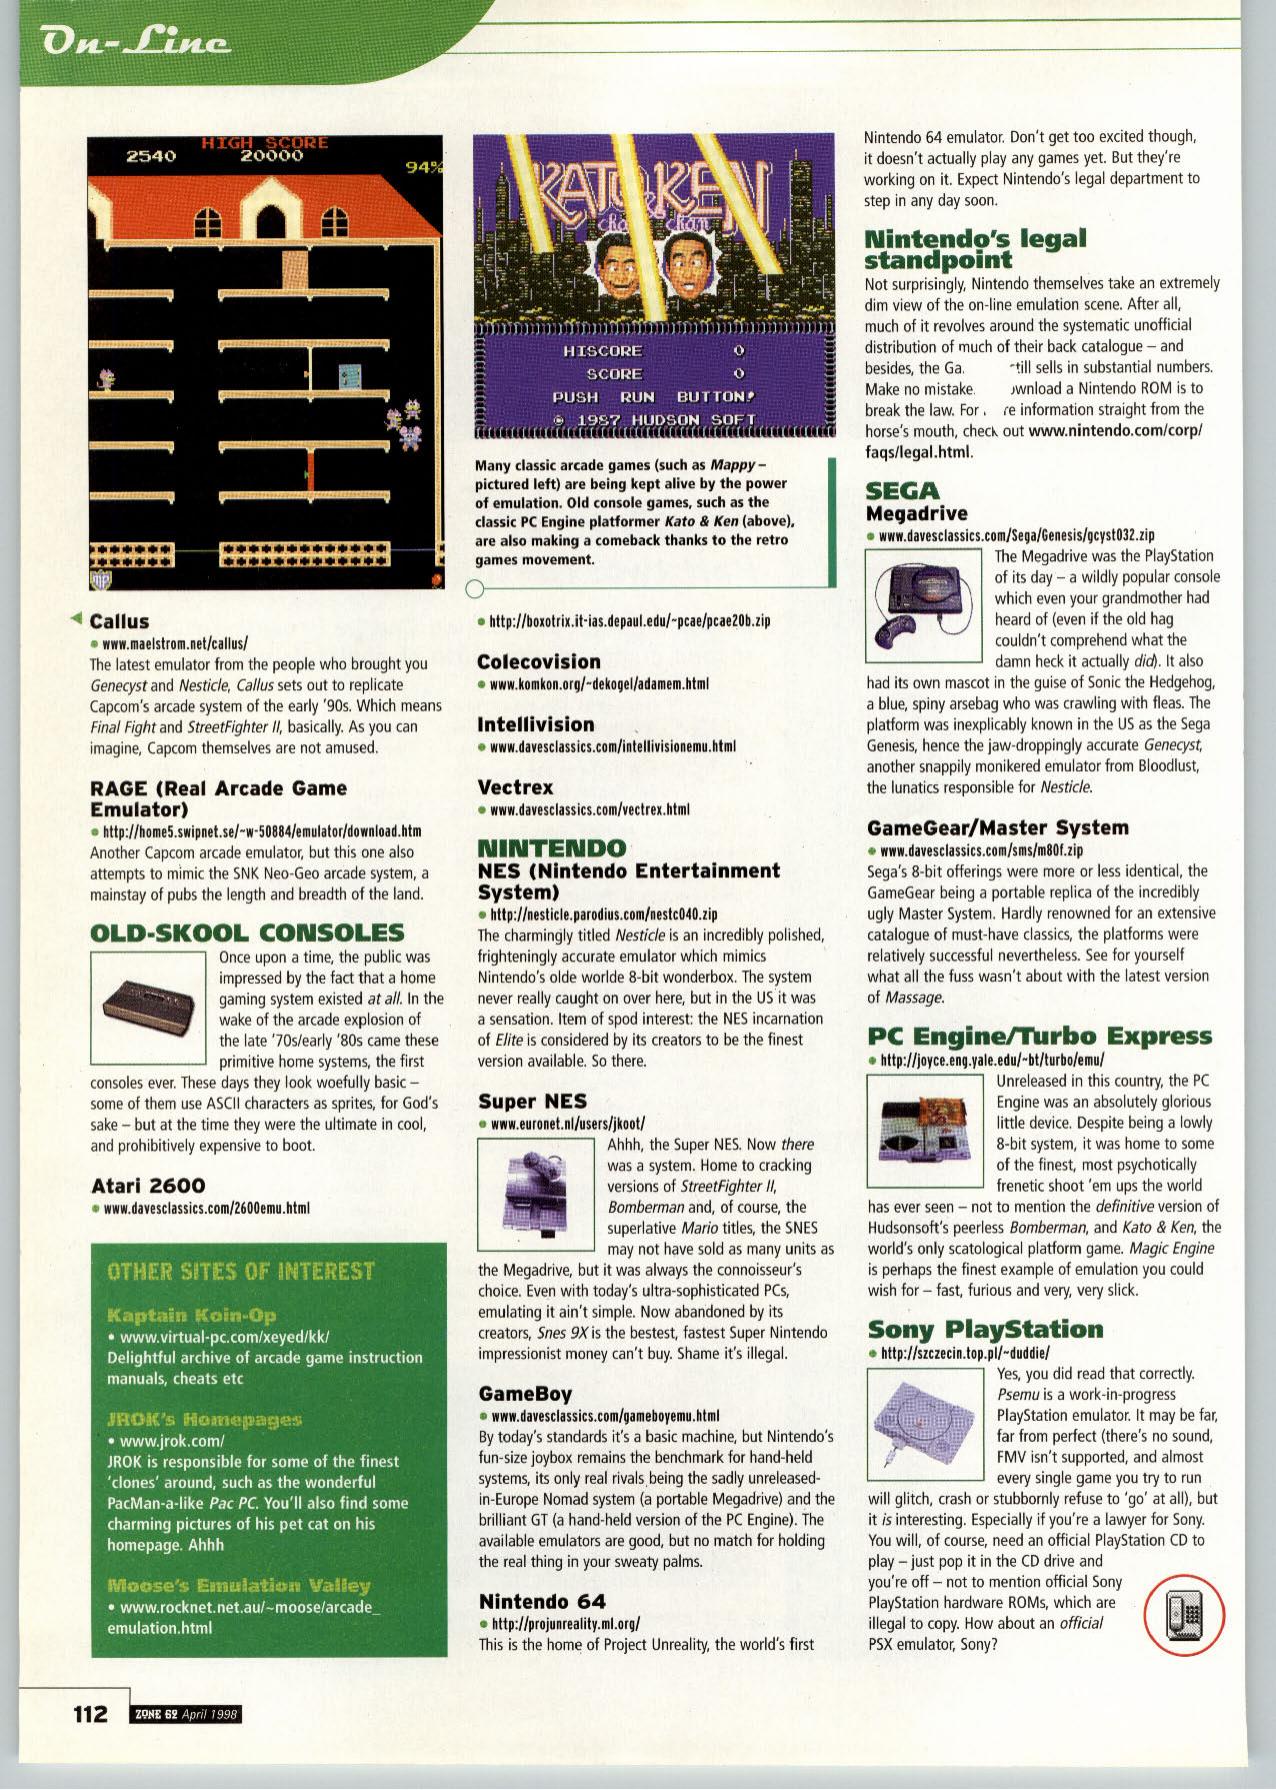 On-Line
HIGH SCORE
2540 20000
94%
KATO & KEN
chan chan
HISCORE 0
SCORE 0
PUSH RUN BUTTON!
© 1987 HUDSON SOFT
Many classic arcade games (such as Mappy –
pictured left) are being kept alive by the power
of emulation. Old console games, such as the
classic PC Engine platformer Kato & Ken (above),
are also making a comeback thanks to the retro
games movement.
Callus
• www.maelstrom.net/callus/
The latest emulator from the people who brought you
Genecyst and Nesticle, Callus sets out to replicate
Capcom's arcade system of the early '90s. Which means
Final Fight and StreetFighter II, basically. As you can
imagine, Capcom themselves are not amused.
RAGE (Real Arcade Game
Emulator)
• http://home5.swipnet.se/~w-50884/emulator/download.htm
Another Capcom arcade emulator, but this one also
attempts to mimic the SNK Neo-Geo arcade system, a
mainstay of pubs the length and breadth of the land.
OLD-SKOOL CONSOLES
Once upon a time, the public was
impressed by the fact that a home
gaming system existed at all. In the
wake of the arcade explosion of
the late '70s/early '80s came these
primitive home systems, the first
consoles ever. These days they look woefully basic –
some of them use ASCII characters as sprites, for God's
sake – but at the time they were the ultimate in cool,
and prohibitively expensive to boot.
Atari 2600
• www.davesclassics.com/2600emu.html
OTHER SITES OF INTEREST
Kaptain Koin-Op
• www.virtual-pc.com/xeyed/kk/
Delightful archive of arcade game instruction
manuals, cheats etc
JROK's Homepages
• www.jrok.com/
JROK is responsible for some of the finest
'clones' around, such as the wonderful
PacMan-a-like Pac PC. You'll also find some
charming pictures of his pet cat on his
homepage. Ahhh
Moose's Emulation Valley
• www.rocknet.net.au/~moose/arcade_
emulation.html
• http://boxotrix.it-ias.depaul.edu/~pcae/pcae20b.zip
Colecovision
• www.komkon.org/~dekogel/adamem.html
Intellivision
• www.davesclassics.com/intellivisionemu.html
Vectrex
• www.davesclassics.com/vectrex.html
NINTENDO
NES (Nintendo Entertainment
System)
• http://nesticle.parodius.com/nestc040.zip
The charmingly titled Nesticle is an incredibly polished,
frighteningly accurate emulator which mimics
Nintendo's olde worlde 8-bit wonderbox. The system
never really caught on over here, but in the US it was
a sensation. Item of spod interest: the NES incarnation
of Elite is considered by its creators to be the finest
version available. So there.
Super NES
• www.euronet.nl/users/jkoot/
Ahhh, the Super NES. Now there
was a system. Home to cracking
versions of StreetFighter II,
Bomberman and, of course, the
superlative Mario titles, the SNES
may not have sold as many units as
the Megadrive, but it was always the connoisseur's
choice. Even with today's ultra-sophisticated PCs,
emulating it ain't simple. Now abandoned by its
creators, Snes 9X is the bestest, fastest Super Nintendo
impressionist money can't buy. Shame it's illegal.
GameBoy
• www.davesclassics.com/gameboyemu.html
By today's standards it's a basic machine, but Nintendo's
fun-size joybox remains the benchmark for hand-held
systems, its only real rivals being the sadly unreleased-
in-Europe Nomad system (a portable Megadrive) and the
brilliant GT (a hand-held version of the PC Engine). The
available emulators are good, but no match for holding
the real thing in your sweaty palms.
Nintendo 64
• http://projunreality.ml.org/
This is the home of Project Unreality, the world's first
Nintendo 64 emulator. Don't get too excited though,
it doesn't actually play any games yet. But they're
working on it. Expect Nintendo's legal department to
step in any day soon.
Nintendo's legal
standpoint
Not surprisingly, Nintendo themselves take an extremely
dim view of the on-line emulation scene. After all,
much of it revolves around the systematic unofficial
distribution of much of their back catalogue – and
besides, the Ga. till sells in substantial numbers.
Make no mistake. wnload a Nintendo ROM is to
break the law. For re information straight from the
horse's mouth, check out www.nintendo.com/corp/
faqs/legal.html.
SEGA
Megadrive
• www.davesclassics.com/Sega/Genesis/gcyst032.zip
The Megadrive was the PlayStation
of its day – a wildly popular console
which even your grandmother had
heard of (even if the old hag
couldn't comprehend what the
damn heck it actually did). It also
had its own mascot in the guise of Sonic the Hedgehog,
a blue, spiny arsebag who was crawling with fleas. The
platform was inexplicably known in the US as the Sega
Genesis, hence the jaw-droppingly accurate Genecyst,
another snappily monikered emulator from Bloodlust,
the lunatics responsible for Nesticle.
GameGear/Master System
• www.davesclassics.com/sms/m80f.zip
Sega's 8-bit offerings were more or less identical, the
GameGear being a portable replica of the incredibly
ugly Master System. Hardly renowned for an extensive
catalogue of must-have classics, the platforms were
relatively successful nevertheless. See for yourself
what all the fuss wasn't about with the latest version
of Massage.
PC Engine/Turbo Express
• http://joyce.eng.yale.edu/~bt/turbo/emu/
Unreleased in this country, the PC
Engine was an absolutely glorious
little device. Despite being a lowly
8-bit system, it was home to some
of the finest, most psychotically
frenetic shoot 'em ups the world
has ever seen – not to mention the definitive version of
Hudsonsoft's peerless Bomberman, and Kato & Ken, the
world's only scatological platform game. Magic Engine
is perhaps the finest example of emulation you could
wish for – fast, furious and very, very slick.
Sony PlayStation
• http://szczecin.top.pl/~duddie/
Yes, you did read that correctly.
Psemu is a work-in-progress
PlayStation emulator. It may be far,
far from perfect (there's no sound,
FMV isn't supported, and almost
every single game you try to run
will glitch, crash or stubbornly refuse to 'go' at all), but
it is interesting. Especially if you're a lawyer for Sony.
You will, of course, need an official PlayStation CD to
play – just pop it in the CD drive and
you're off – not to mention official Sony
PlayStation hardware ROMs, which are
illegal to copy. How about an official
PSX emulator, Sony?
112 ZONE 62 April 1998